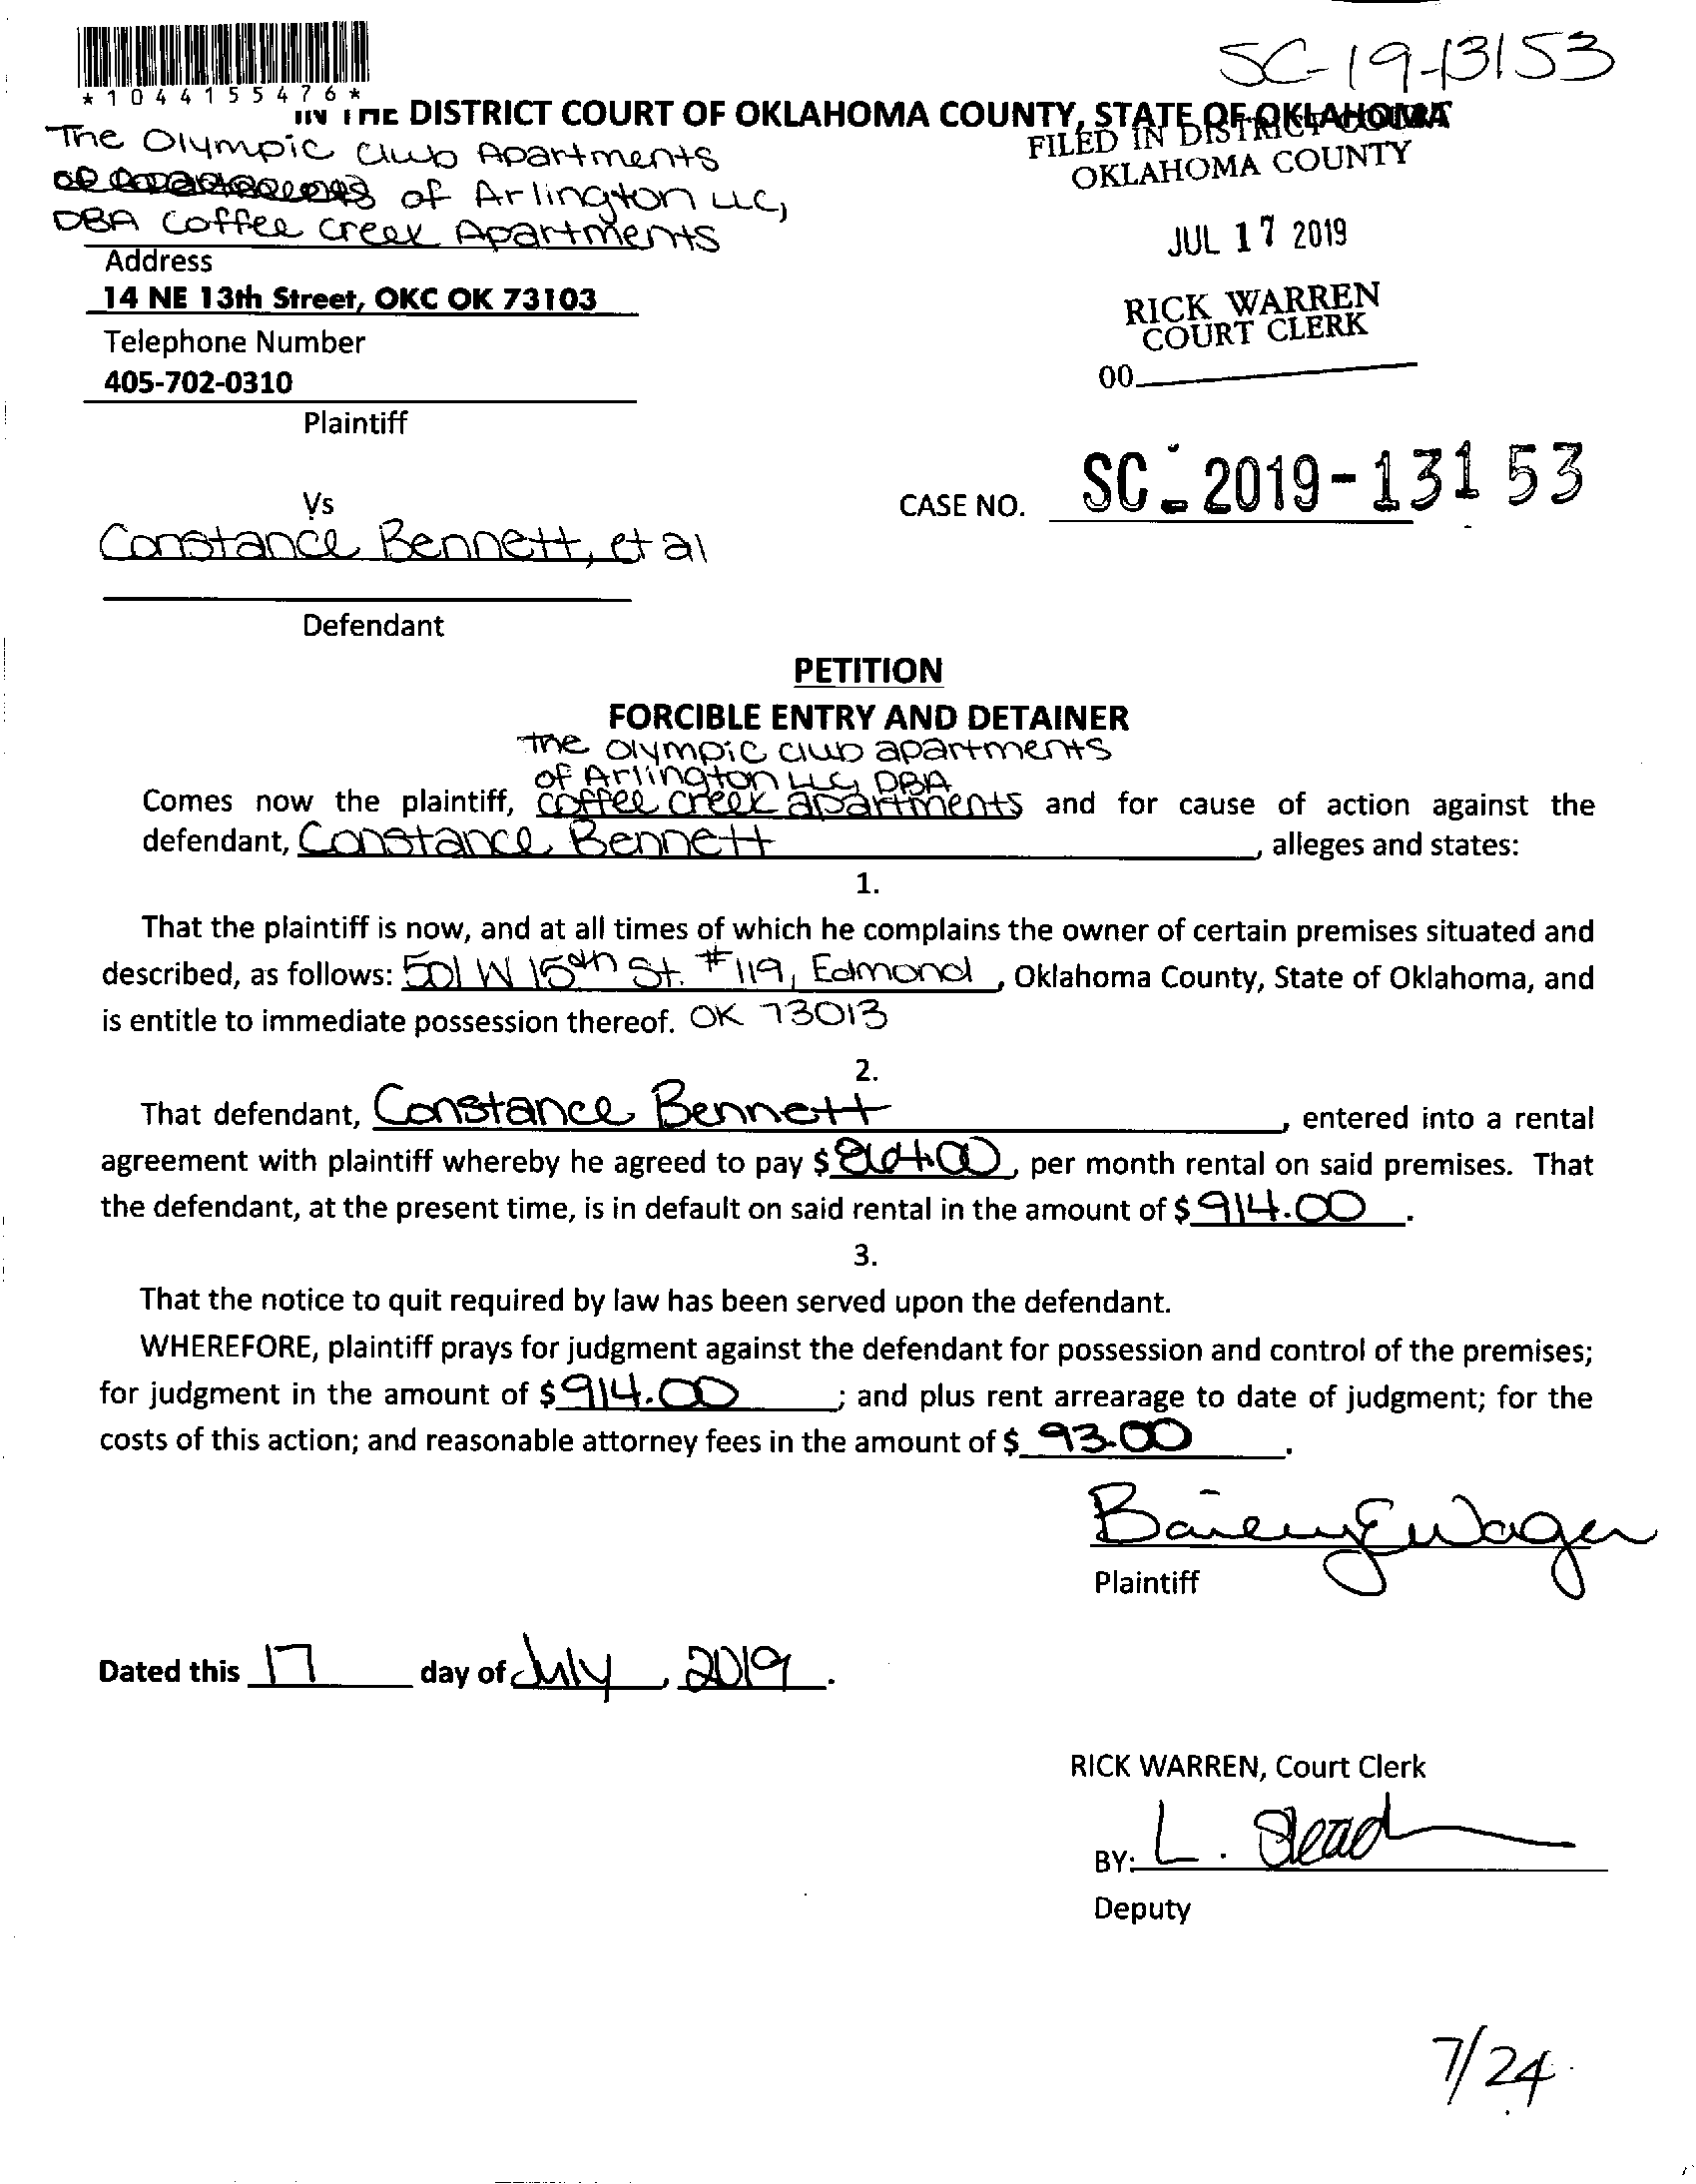 SC-19-13153
*1044155476*
IN THE DISTRICT COURT OF OKLAHOMA COUNTY, STATE OF OKLAHOMA
FILED IN DISTRICT COURT
OKLAHOMA COUNTY
JUL 17 2019
RICK WARREN
COURT CLERK
00
The Olympic Club Apartments
of Arlington LLC,
DBA Coffee Creek Apartments
Address
14 NE 13th Street, OKC OK 73103
Telephone Number
405-702-0310
Plaintiff
Vs
CASE NO. SC-2019-13153
Constance Bennett, et al
Defendant
PETITION
FORCIBLE ENTRY AND DETAINER
The Olympic Club apartments
of Arlington LLC, DBA
Comes now the plaintiff, coffee creek apartments and for cause of action against the
defendant, Constance Bennett, alleges and states:
1.
That the plaintiff is now, and at all times of which he complains the owner of certain premises situated and
described, as follows: 501 W 15th St. #119, Edmond, Oklahoma County, State of Oklahoma, and
is entitle to immediate possession thereof. OK 73013
2.
That defendant, Constance Bennett, entered into a rental
agreement with plaintiff whereby he agreed to pay $ per month rental on said premises. That
the defendant, at the present time, is in default on said rental in the amount of $ 914.00.
3.
That the notice to quit required by law has been served upon the defendant.
WHEREFORE, plaintiff prays for judgment against the defendant for possession and control of the premises;
for judgment in the amount of $ 914.00; and plus rent arrearage to date of judgment; for the
costs of this action; and reasonable attorney fees in the amount of $ 93.00.
Bailey E Wagen
Plaintiff
Dated this 17 day of July, 2019.
RICK WARREN, Court Clerk
BY: L.
Deputy
7/24